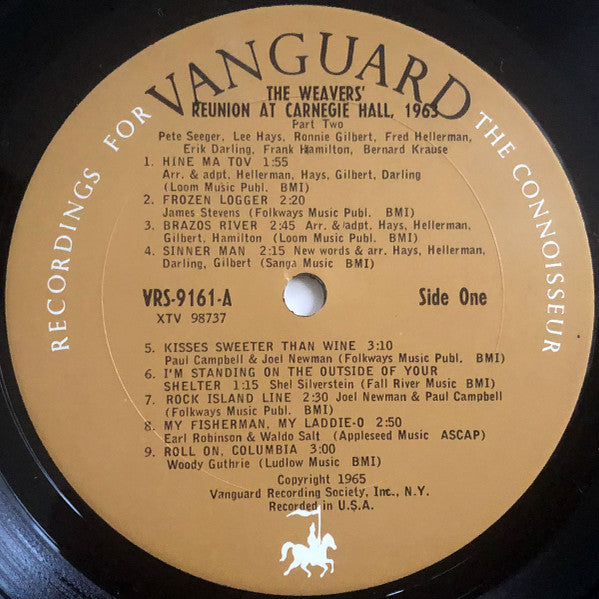 VANGUARD
RECORDINGS FOR THE CONNOISSEUR
THE WEAVERS'
REUNION AT CARNEGIE HALL, 1963
Part Two
Pete Seeger, Lee Hays, Ronnie Gilbert, Fred Hellerman,
Erik Darling, Frank Hamilton, Bernard Krause
1. HINE MA TOV 1:55
Arr. & adpt. Hellerman, Hays, Gilbert, Darling
(Loom Music Publ. BMI)
2. FROZEN LOGGER 2:20
James Stevens (Folkways Music Publ. BMI)
3. BRAZOS RIVER 2:45 Arr. & adpt. Hays, Hellerman,
Gilbert, Hamilton (Loom Music Publ. BMI)
4. SINNER MAN 2:15 New words & arr. Hays, Hellerman,
Darling, Gilbert (Sanga Music BMI)
VRS-9161-A Side One
XTV 98737
5. KISSES SWEETER THAN WINE 3:10
Paul Campbell & Joel Newman (Folkways Music Publ. BMI)
6. I'M STANDING ON THE OUTSIDE OF YOUR
SHELTER 1:15 Shel Silverstein (Fall River Music BMI)
7. ROCK ISLAND LINE 2:30 Joel Newman & Paul Campbell
(Folkways Music Publ. BMI)
8. MY FISHERMAN, MY LADDIE-O 2:50
Earl Robinson & Waldo Salt (Appleseed Music ASCAP)
9. ROLL ON, COLUMBIA 3:00
Woody Guthrie (Ludlow Music BMI)
Copyright 1965
Vanguard Recording Society, Inc., N.Y.
Recorded in U.S.A.